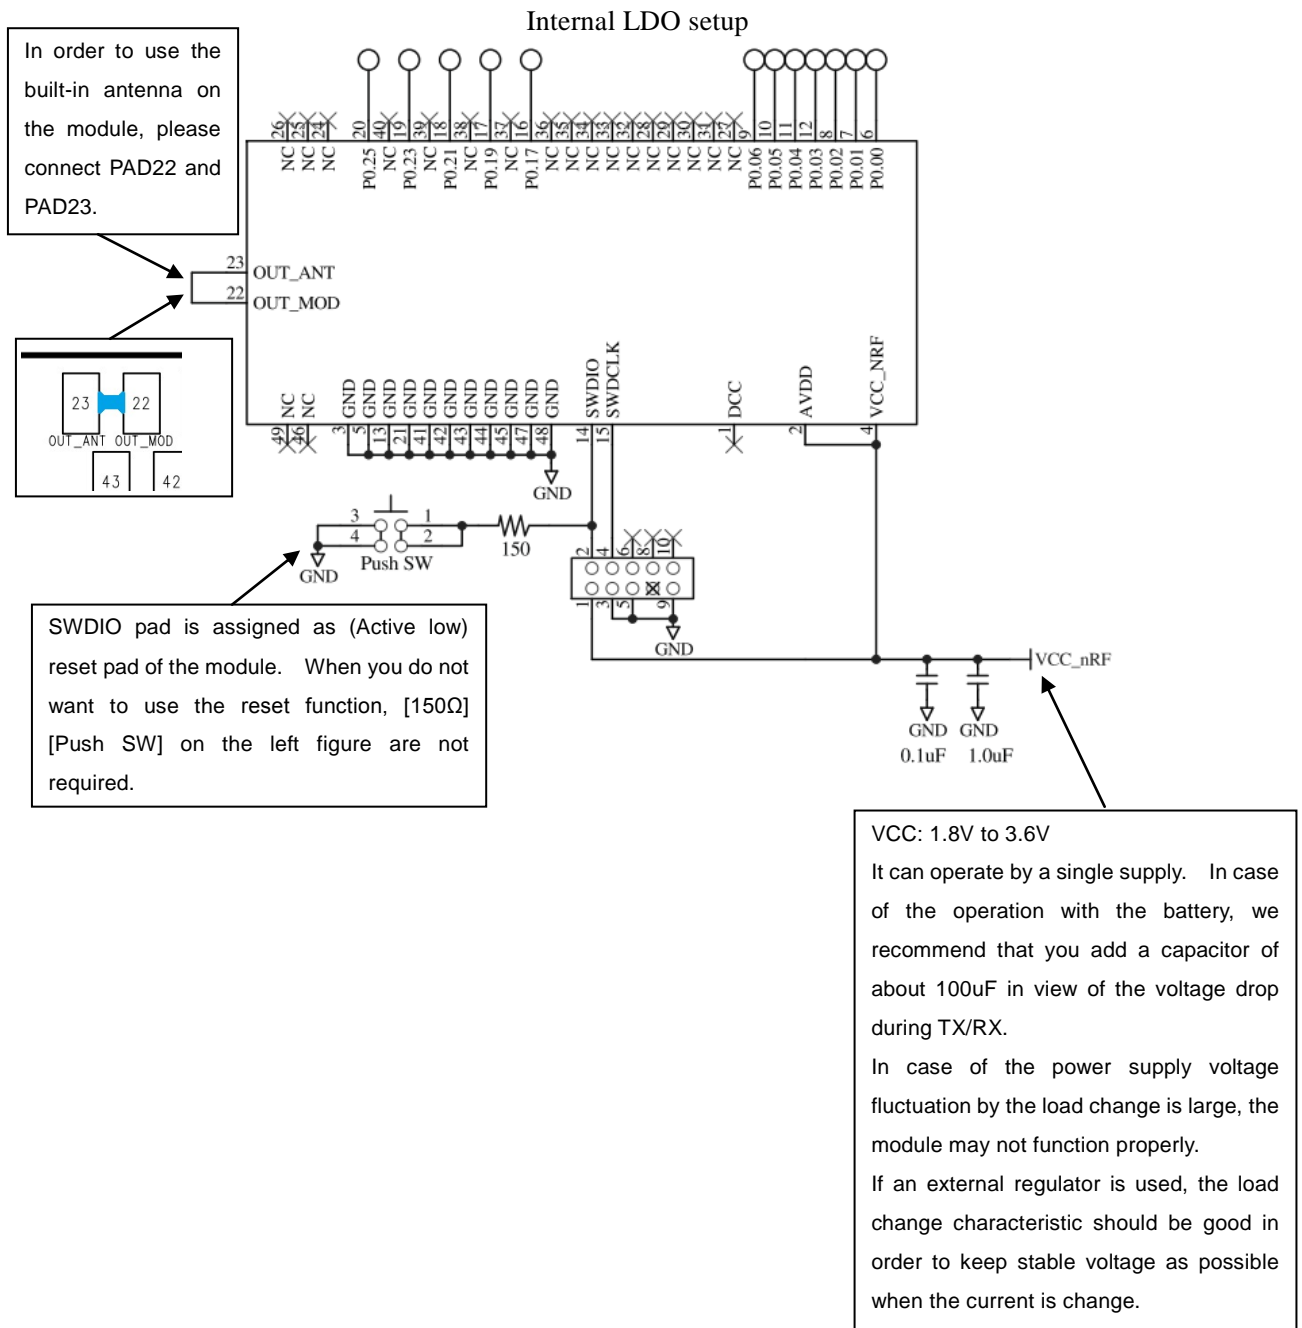 Internal LDO setup
In order to use the
built-in antenna on
the module, please
connect PAD22 and
PAD23.
26 25 24 20 40 19 39 18 38 17 37 16 36 35 34 33 32 28 29 30 31 27 9 10 11 12 8 7 6
NC NC NC P0.25 NC P0.23 NC P0.21 NC P0.19 NC P0.17 NC NC NC NC NC NC NC NC NC NC P0.06 P0.05 P0.04 P0.03 P0.02 P0.01 P0.00
23 OUT_ANT
22 OUT_MOD
23 22
OUT_ANT OUT_MOD
43 42
NC NC GND GND GND GND GND GND GND GND GND GND GND SWDIO SWDCLK DCC AVDD VCC_NRF
49 46 3 5 13 21 41 42 43 44 45 47 48 14 15 1 2 4
GND
3 1
4 2
150
Push SW
GND
2 4 6 8 10
1 3 5 9
GND
VCC_nRF
GND GND
0.1uF 1.0uF
SWDIO pad is assigned as (Active low)
reset pad of the module. When you do not
want to use the reset function, [150Ω]
[Push SW] on the left figure are not
required.
VCC: 1.8V to 3.6V
It can operate by a single supply. In case
of the operation with the battery, we
recommend that you add a capacitor of
about 100uF in view of the voltage drop
during TX/RX.
In case of the power supply voltage
fluctuation by the load change is large, the
module may not function properly.
If an external regulator is used, the load
change characteristic should be good in
order to keep stable voltage as possible
when the current is change.